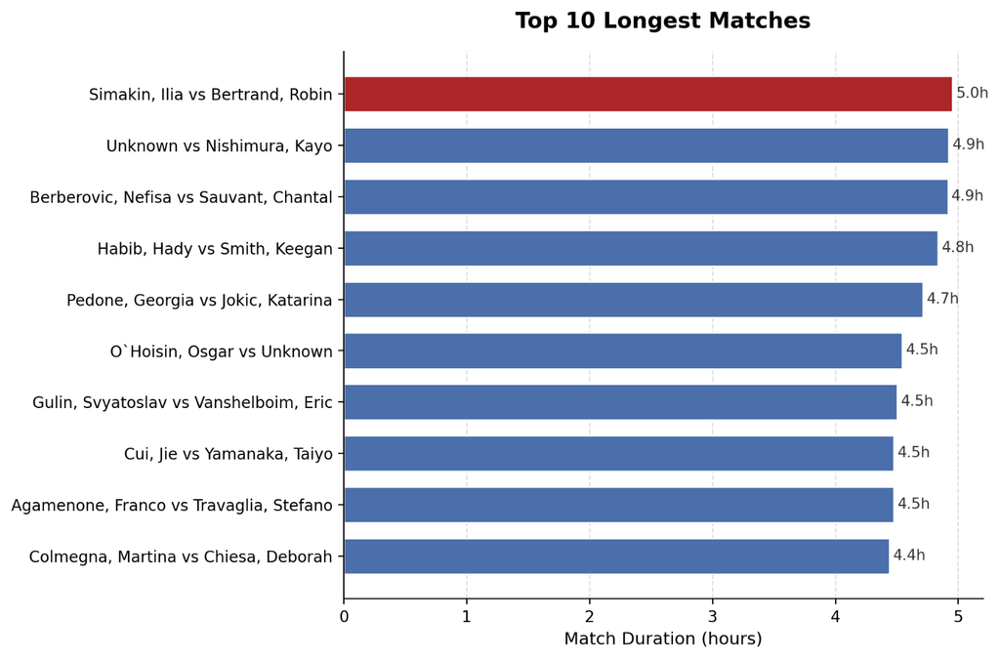 Top 10 Longest Matches
Simakin, Ilia vs Bertrand, Robin 5.0h
Unknown vs Nishimura, Kayo 4.9h
Berberovic, Nefisa vs Sauvant, Chantal 4.9h
Habib, Hady vs Smith, Keegan 4.8h
Pedone, Georgia vs Jokic, Katarina 4.7h
O`Hoisin, Osgar vs Unknown 4.5h
Gulin, Svyatoslav vs Vanshelboim, Eric 4.5h
Cui, Jie vs Yamanaka, Taiyo 4.5h
Agamenone, Franco vs Travaglia, Stefano 4.5h
Colmegna, Martina vs Chiesa, Deborah 4.4h
0 1 2 3 4 5
Match Duration (hours)